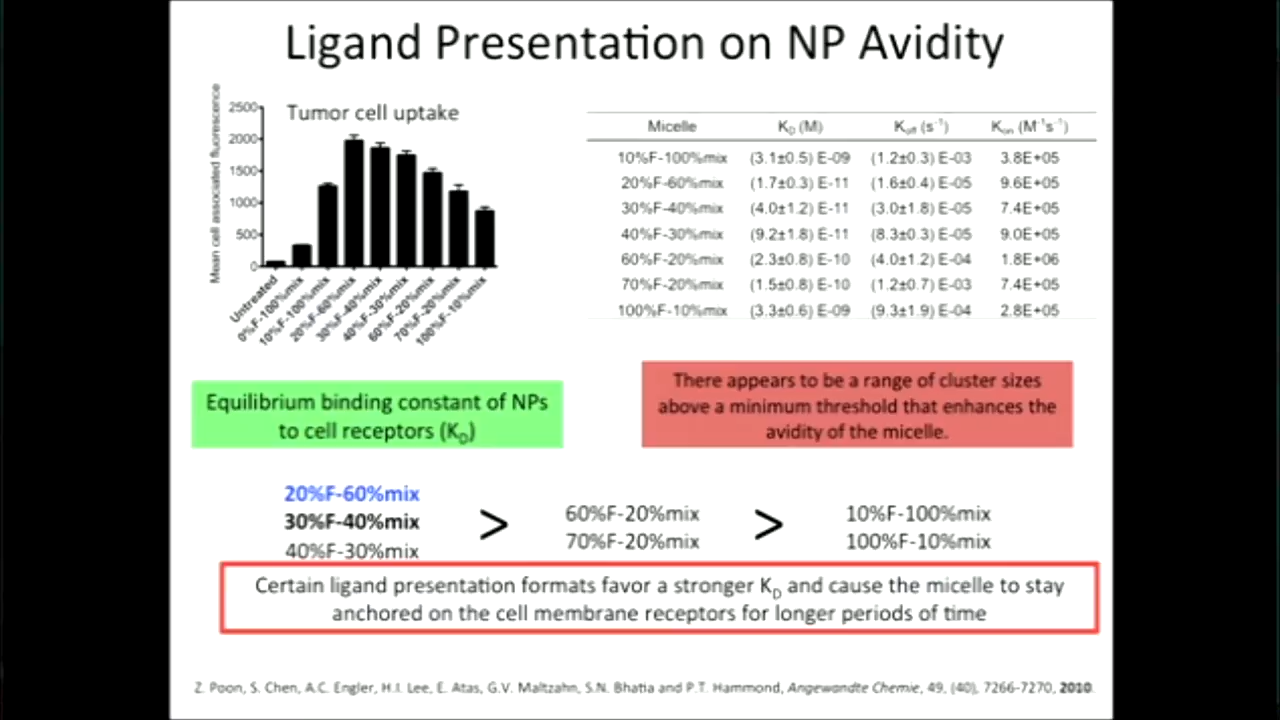 Ligand Presentation on NP Avidity
Tumor cell uptake
Mean cell associated fluorescence
2500
2000
1500
1000
500
0
Untreated
0%F-100%mix
10%F-100%mix
20%F-60%mix
30%F-40%mix
40%F-30%mix
60%F-20%mix
70%F-20%mix
100%F-10%mix
Micelle K_D (M) K_off (s⁻¹) K_on (M⁻¹s⁻¹)
10%F-100%mix (3.1±0.5) E-09 (1.2±0.3) E-03 3.8E+05
20%F-60%mix (1.7±0.3) E-11 (1.6±0.4) E-05 9.6E+05
30%F-40%mix (4.0±1.2) E-11 (3.0±1.8) E-05 7.4E+05
40%F-30%mix (9.2±1.8) E-11 (8.3±0.3) E-05 9.0E+05
60%F-20%mix (2.3±0.8) E-10 (4.0±1.2) E-04 1.8E+06
70%F-20%mix (1.5±0.8) E-10 (1.2±0.7) E-03 7.4E+05
100%F-10%mix (3.3±0.6) E-09 (9.3±1.9) E-04 2.8E+05
Equilibrium binding constant of NPs
to cell receptors (K_D)
There appears to be a range of cluster sizes
above a minimum threshold that enhances the
avidity of the micelle.
20%F-60%mix
30%F-40%mix
40%F-30%mix
>
60%F-20%mix
70%F-20%mix
>
10%F-100%mix
100%F-10%mix
Certain ligand presentation formats favor a stronger K_D and cause the micelle to stay
anchored on the cell membrane receptors for longer periods of time
Z. Poon, S. Chen, A.C. Engler, H.I. Lee, E. Atas, G.V. Maltzahn, S.N. Bhatia and P.T. Hammond, Angewandte Chemie, 49, (40), 7266-7270, 2010.